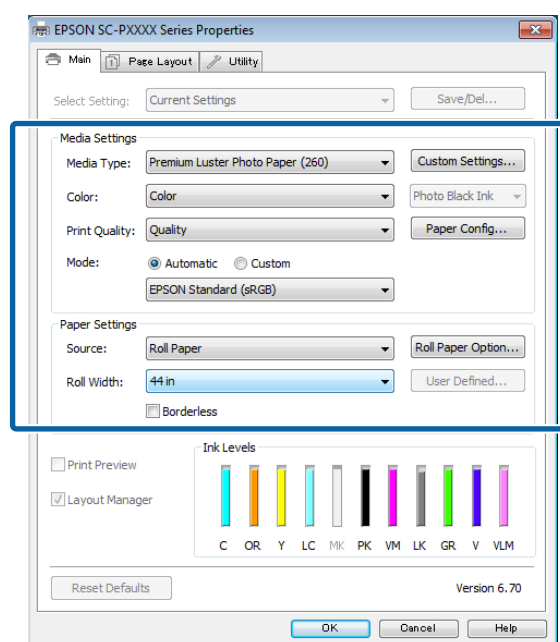 EPSON SC-PXXXX Series Properties
Main Page Layout Utility
Select Setting: Current Settings Save/Del...
Media Settings
Media Type: Premium Luster Photo Paper (260) Custom Settings...
Color: Color Photo Black Ink
Print Quality: Quality Paper Config...
Mode: Automatic Custom
EPSON Standard (sRGB)
Paper Settings
Source: Roll Paper Roll Paper Option...
Roll Width: 44 in User Defined...
Borderless
Ink Levels
Print Preview
Layout Manager
C OR Y LC MK PK VM LK GR V VLM
Reset Defaults Version 6.70
OK Cancel Help